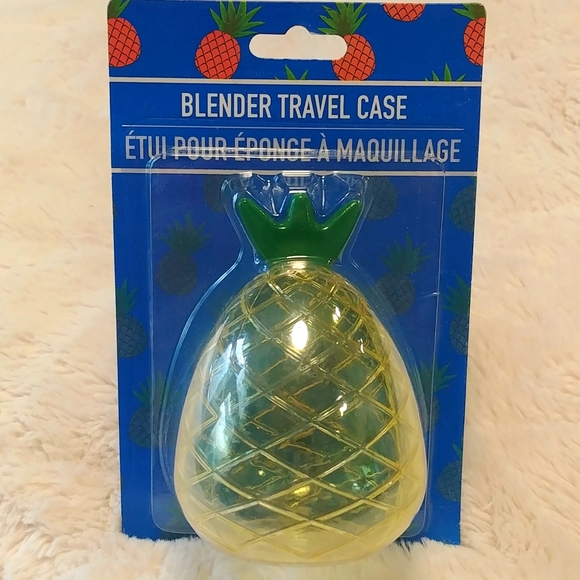 BLENDER TRAVEL CASE
ÉTUI POUR ÉPONGE À MAQUILLAGE